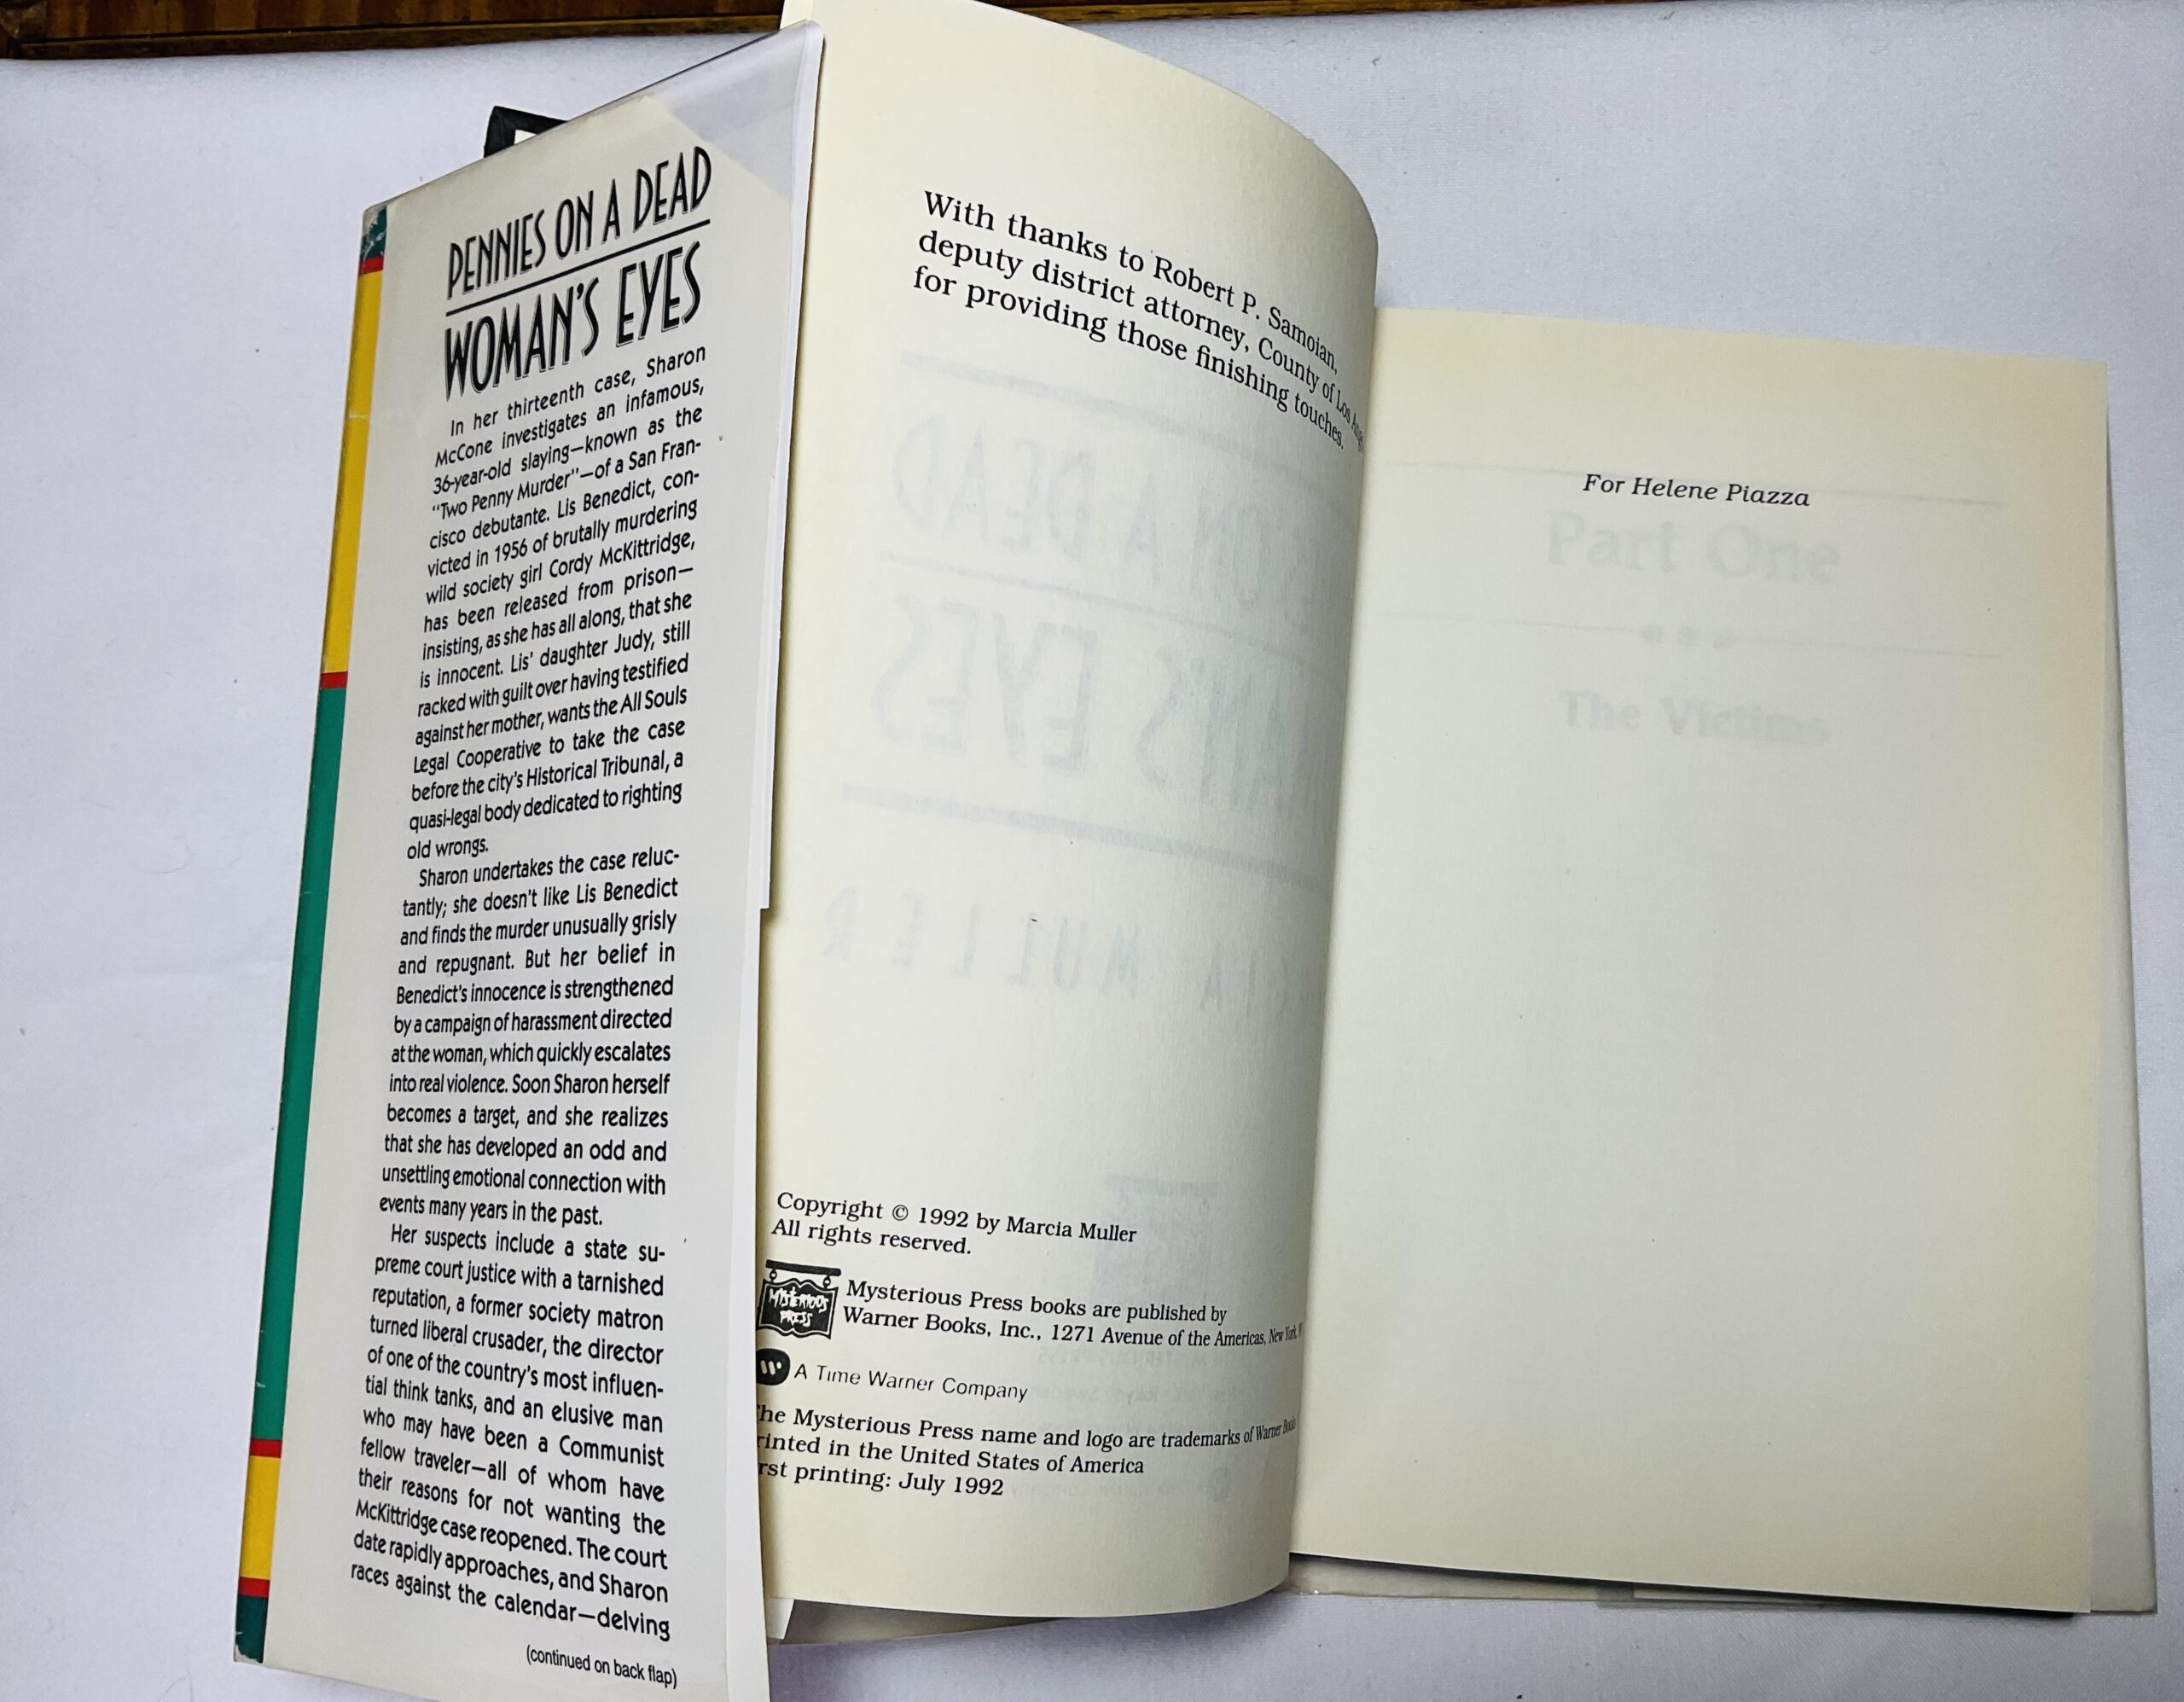 PENNIES ON A DEAD
WOMAN'S EYES
In her thirteenth case, Sharon
McCone investigates an infamous,
36-year-old slaying—known as the
"Two Penny Murder"—of a San Fran-
cisco debutante. Lis Benedict, con-
victed in 1956 of brutally murdering
wild society girl Cordy McKittridge,
has been released from prison—
insisting, as she has all along, that she
is innocent. Lis' daughter Judy, still
racked with guilt over having testified
against her mother, wants the All Souls
Legal Cooperative to take the case
before the city's Historical Tribunal, a
quasi-legal body dedicated to righting
old wrongs.
Sharon undertakes the case reluc-
tantly; she doesn't like Lis Benedict
and finds the murder unusually grisly
and repugnant. But her belief in
Benedict's innocence is strengthened
by a campaign of harassment directed
at the woman, which quickly escalates
into real violence. Soon Sharon herself
becomes a target, and she realizes
that she has developed an odd and
unsettling emotional connection with
events many years in the past.
Her suspects include a state su-
preme court justice with a tarnished
reputation, a former society matron
turned liberal crusader, the director
of one of the country's most influen-
tial think tanks, and an elusive man
who may have been a Communist
fellow traveler—all of whom have
their reasons for not wanting the
McKittridge case reopened. The court
date rapidly approaches, and Sharon
races against the calendar—delving
(continued on back flap)
With thanks to Robert P. Samoian,
deputy district attorney, County of Los
for providing those finishing touches.
Copyright © 1992 by Marcia Muller
All rights reserved.
MYSTERIOUS
PRESS
Mysterious Press books are published by
Warner Books, Inc., 1271 Avenue of the Americas, New York
A Time Warner Company
he Mysterious Press name and logo are trademarks of Warner Books
rinted in the United States of America
rst printing: July 1992
For Helene Piazza
Part One
The Victims